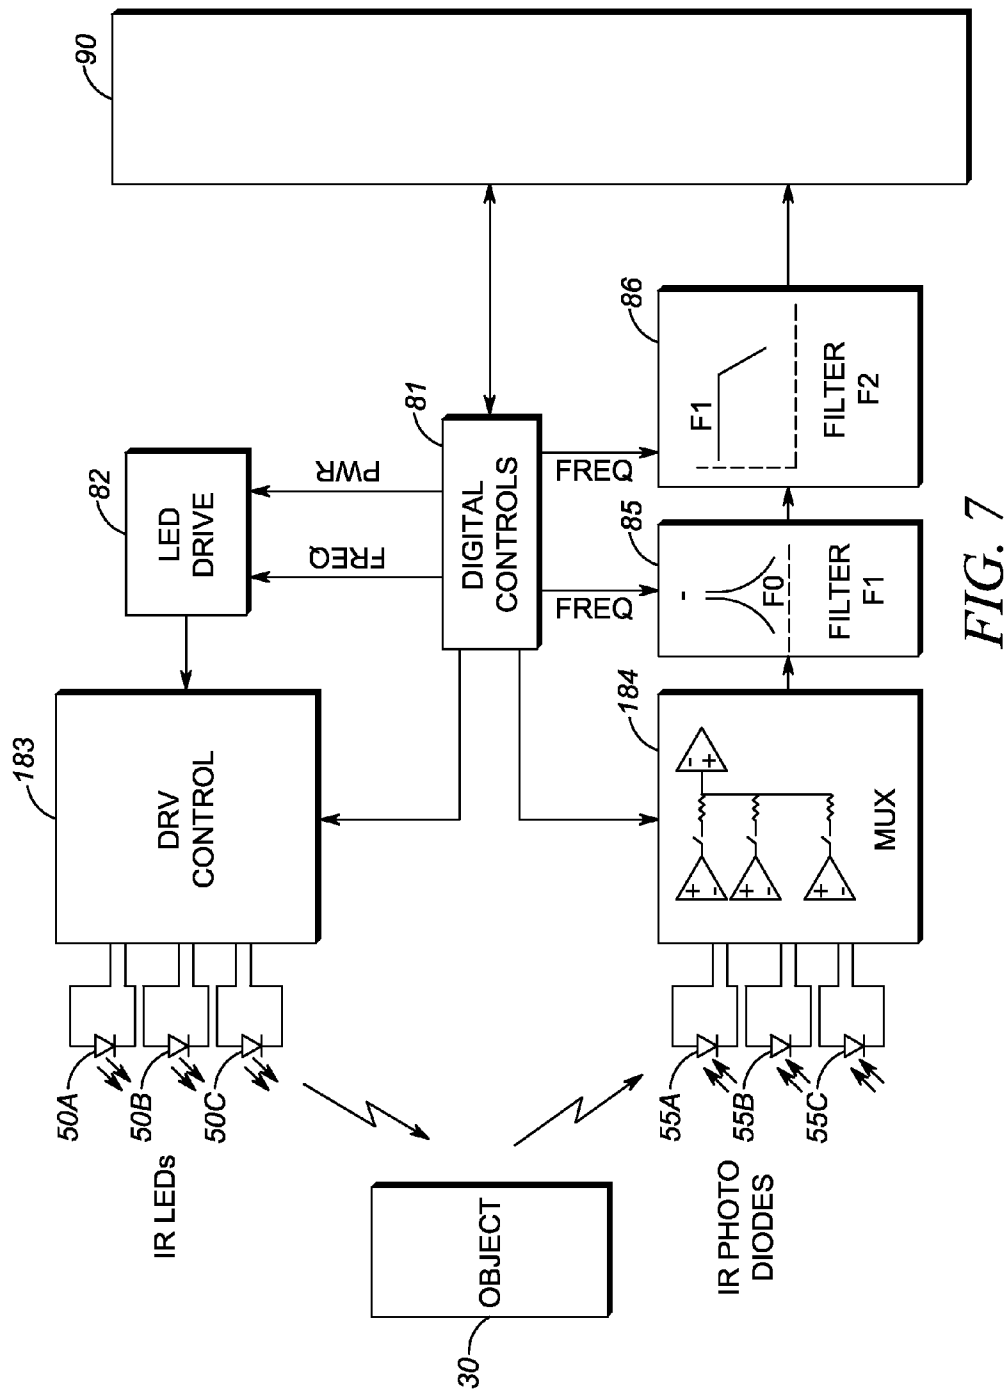 90
183
DRV
CONTROL
82
LED
DRIVE
FREQ
PWR
50A
50B
50C
IR LEDs
81
DIGITAL
CONTROLS
FREQ
FREQ
30
OBJECT
184
MUX
+
-
+
-
+
-
-
+
85
-
F0
FILTER
F1
86
F1
FILTER
F2
55A
55B
55C
IR PHOTO
DIODES
FIG. 7